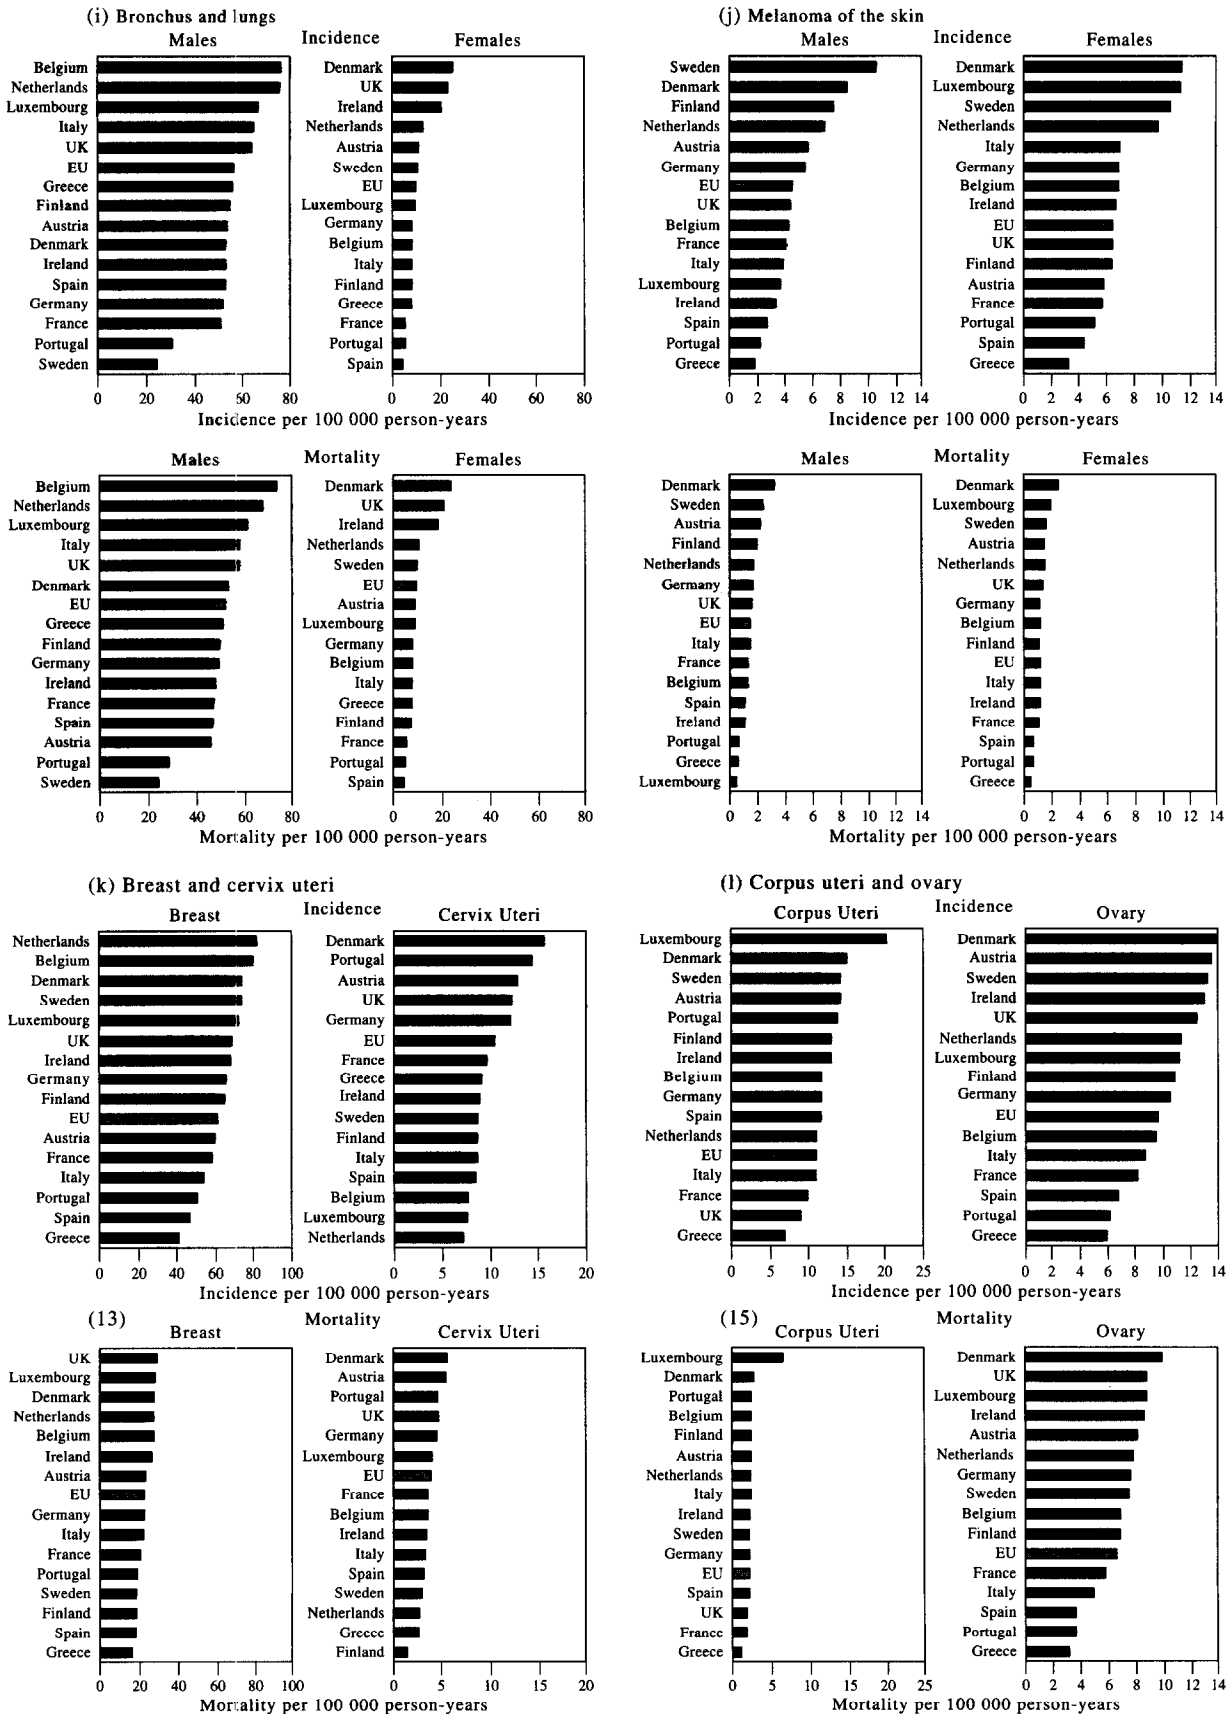 (i) Bronchus and lungs
Males
Incidence
Females
Belgium
Netherlands
Luxembourg
Italy
UK
EU
Greece
Finland
Austria
Denmark
Ireland
Spain
Germany
France
Portugal
Sweden
0 20 40 60 80
Denmark
UK
Ireland
Netherlands
Austria
Sweden
EU
Luxembourg
Germany
Belgium
Italy
Finland
Greece
France
Portugal
Spain
0 20 40 60 80
Incidence per 100 000 person-years
Males
Mortality
Females
Belgium
Netherlands
Luxembourg
Italy
UK
Denmark
EU
Greece
Finland
Germany
Ireland
France
Spain
Austria
Portugal
Sweden
0 20 40 60 80
Denmark
UK
Ireland
Netherlands
Sweden
EU
Austria
Luxembourg
Germany
Belgium
Italy
Greece
Finland
France
Portugal
Spain
0 20 40 60 80
Mortality per 100 000 person-years
(j) Melanoma of the skin
Males
Incidence
Females
Sweden
Denmark
Finland
Netherlands
Austria
Germany
EU
UK
Belgium
France
Italy
Luxembourg
Ireland
Spain
Portugal
Greece
0 2 4 6 8 10 12 14
Denmark
Luxembourg
Sweden
Netherlands
Italy
Germany
Belgium
Ireland
EU
UK
Finland
Austria
France
Portugal
Spain
Greece
0 2 4 6 8 10 12 14
Incidence per 100 000 person-years
Males
Mortality
Females
Denmark
Sweden
Austria
Finland
Netherlands
Germany
UK
EU
Italy
France
Belgium
Spain
Ireland
Portugal
Greece
Luxembourg
0 2 4 6 8 10 12 14
Denmark
Luxembourg
Sweden
Austria
Netherlands
UK
Germany
Belgium
Finland
EU
Italy
Ireland
France
Spain
Portugal
Greece
0 2 4 6 8 10 12 14
Mortality per 100 000 person-years
(k) Breast and cervix uteri
Breast
Incidence
Cervix Uteri
Netherlands
Belgium
Denmark
Sweden
Luxembourg
UK
Ireland
Germany
Finland
EU
Austria
France
Italy
Portugal
Spain
Greece
0 20 40 60 80 100
Denmark
Portugal
Austria
UK
Germany
EU
France
Greece
Ireland
Sweden
Finland
Italy
Spain
Belgium
Luxembourg
Netherlands
0 5 10 15 20
Incidence per 100 000 person-years
(13)
Breast
Mortality
Cervix Uteri
UK
Luxembourg
Denmark
Netherlands
Belgium
Ireland
Austria
EU
Germany
Italy
France
Portugal
Sweden
Finland
Spain
Greece
0 20 40 60 80 100
Denmark
Austria
Portugal
UK
Germany
Luxembourg
EU
France
Belgium
Ireland
Italy
Spain
Sweden
Netherlands
Greece
Finland
0 5 10 15 20
Mortality per 100 000 person-years
(l) Corpus uteri and ovary
Corpus Uteri
Incidence
Ovary
Luxembourg
Denmark
Sweden
Austria
Portugal
Finland
Ireland
Belgium
Germany
Spain
Netherlands
EU
Italy
France
UK
Greece
0 5 10 15 20 25
Denmark
Austria
Sweden
Ireland
UK
Netherlands
Luxembourg
Finland
Germany
EU
Belgium
Italy
France
Spain
Portugal
Greece
0 2 4 6 8 10 12 14
Incidence per 100 000 person-years
(15)
Corpus Uteri
Mortality
Ovary
Luxembourg
Denmark
Portugal
Belgium
Finland
Austria
Netherlands
Italy
Ireland
Sweden
Germany
EU
Spain
UK
France
Greece
0 5 10 15 20 25
Denmark
UK
Luxembourg
Ireland
Austria
Netherlands
Germany
Sweden
Belgium
Finland
EU
France
Italy
Spain
Portugal
Greece
0 2 4 6 8 10 12 14
Mortality per 100 000 person-years